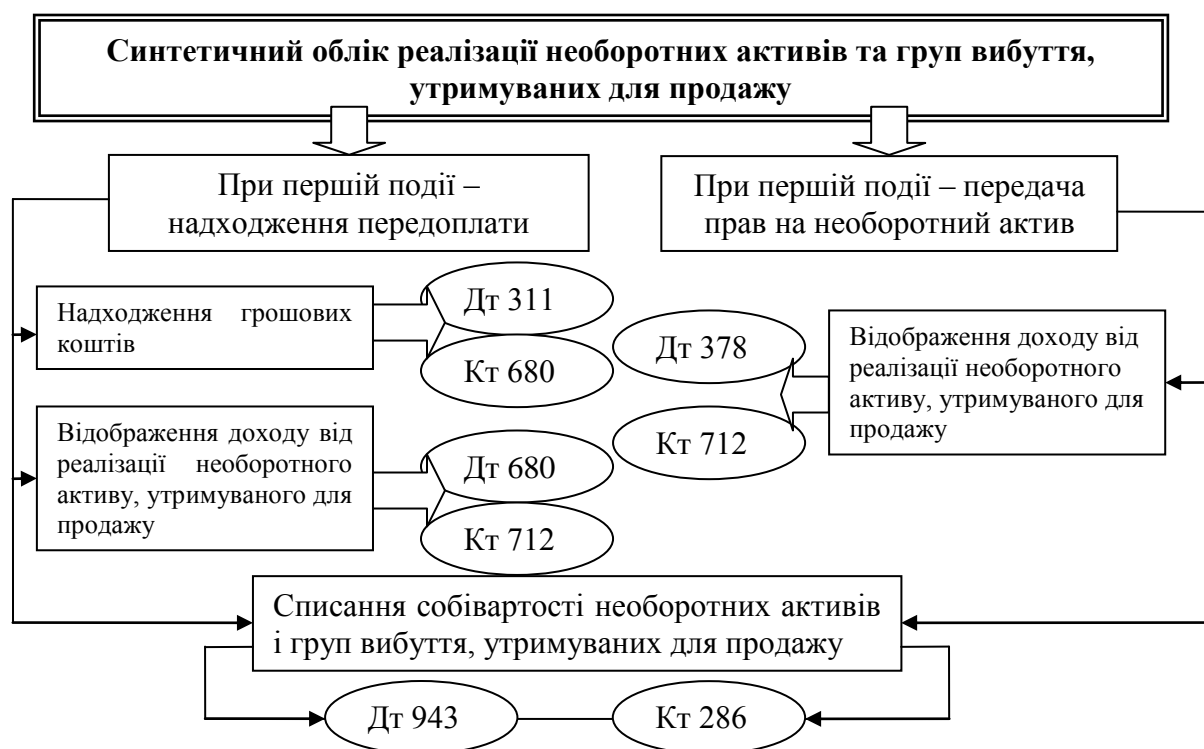 Синтетичний облік реалізації необоротних активів та груп вибуття,
утримуваних для продажу
При першій події –
надходження передоплати
При першій події – передача
прав на необоротний актив
Надходження грошових
коштів
Дт 311
Кт 680
Дт 378
Кт 712
Відображення доходу від
реалізації необоротного
активу, утримуваного для
продажу
Відображення доходу від
реалізації необоротного
активу, утримуваного для
продажу
Дт 680
Кт 712
Списання собівартості необоротних активів
і груп вибуття, утримуваних для продажу
Дт 943
Кт 286